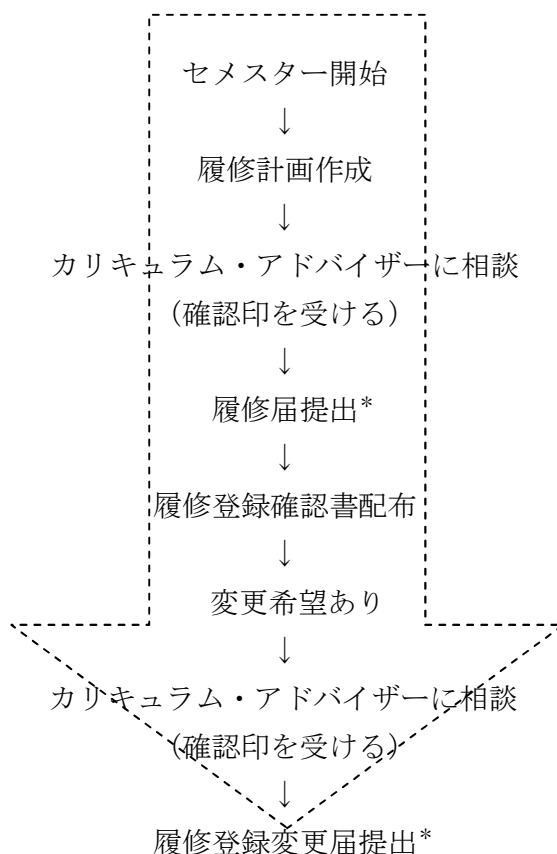 セメスター開始
↓
履修計画作成
↓
カリキュラム・アドバイザーに相談
（確認印を受ける）
↓
履修届提出*
↓
履修登録確認書配布
↓
変更希望あり
↓
カリキュラム・アドバイザーに相談
（確認印を受ける）
↓
履修登録変更届提出*